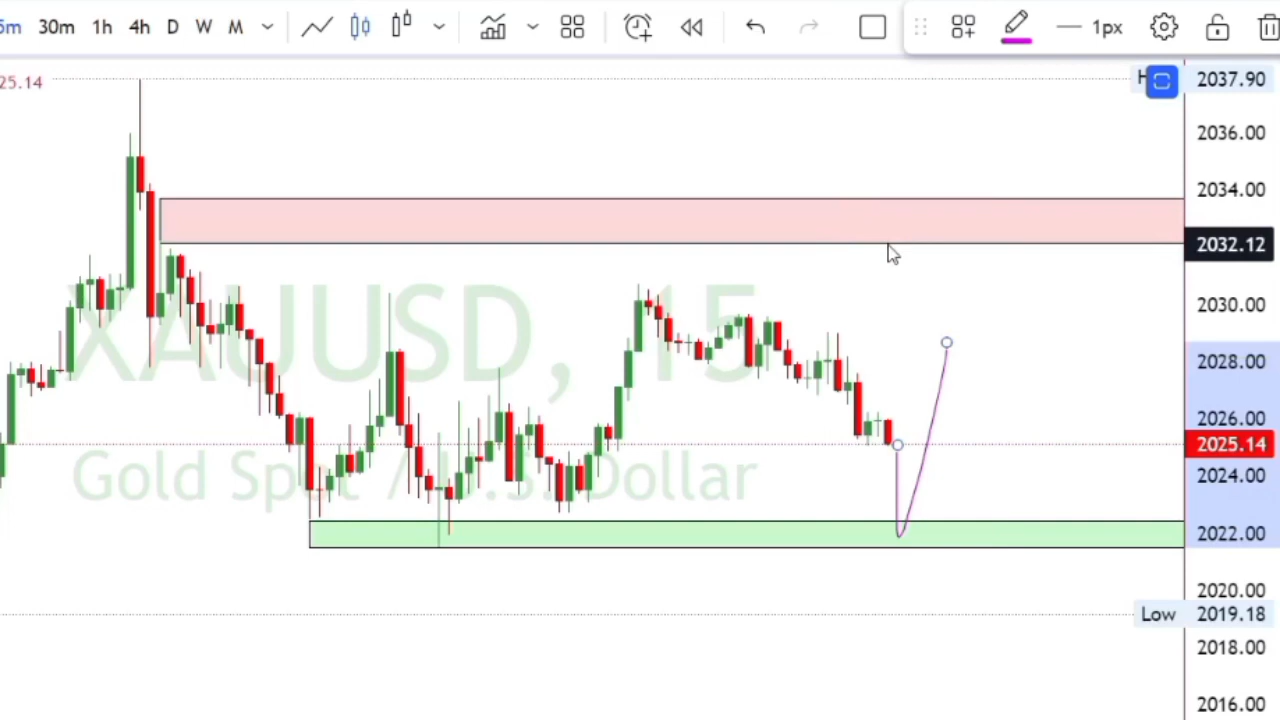 5m 30m 1h 4h D W M 1px
25.14
H 2037.90
2036.00
2034.00
2032.12
XAUUSD, 15
2030.00
2028.00
2026.00
2025.14
Gold Spot / U.S. Dollar
2024.00
2022.00
2020.00
Low 2019.18
2018.00
2016.00